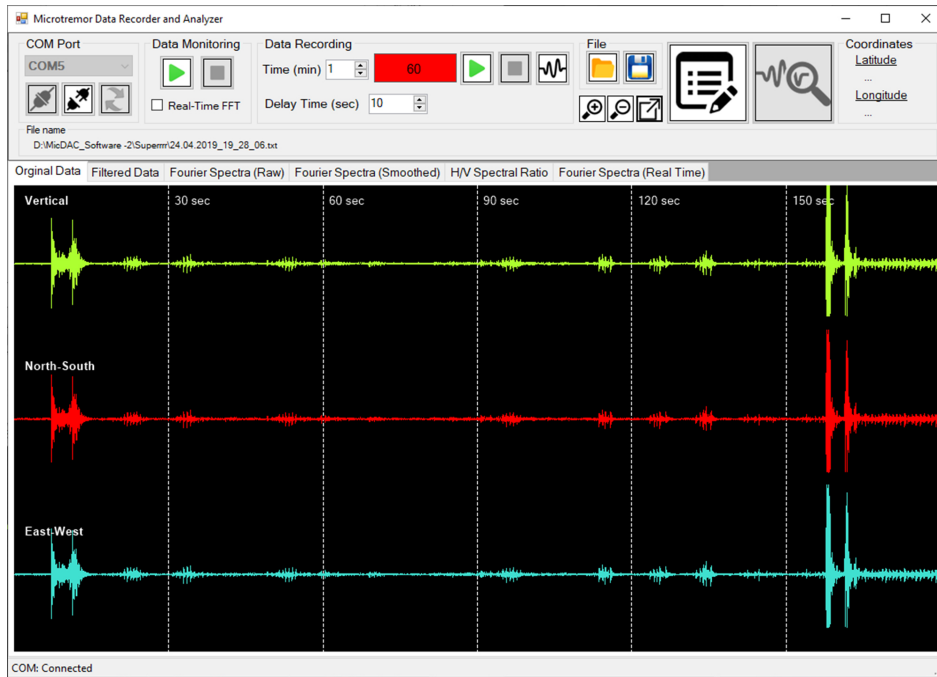 Microtremor Data Recorder and Analyzer
COM Port
COM5
Data Monitoring
Real-Time FFT
Data Recording
Time (min) 1
60
Delay Time (sec) 10
File
Coordinates
Latitude
...
Longitude
...
File name
D:\MicDAC_Software -2\Superrrr\24.04.2019_19_28_06.txt
Orginal Data Filtered Data Fourier Spectra (Raw) Fourier Spectra (Smoothed) H/V Spectral Ratio Fourier Spectra (Real Time)
Vertical 30 sec 60 sec 90 sec 120 sec 150 sec
North-South
East-West
COM: Connected